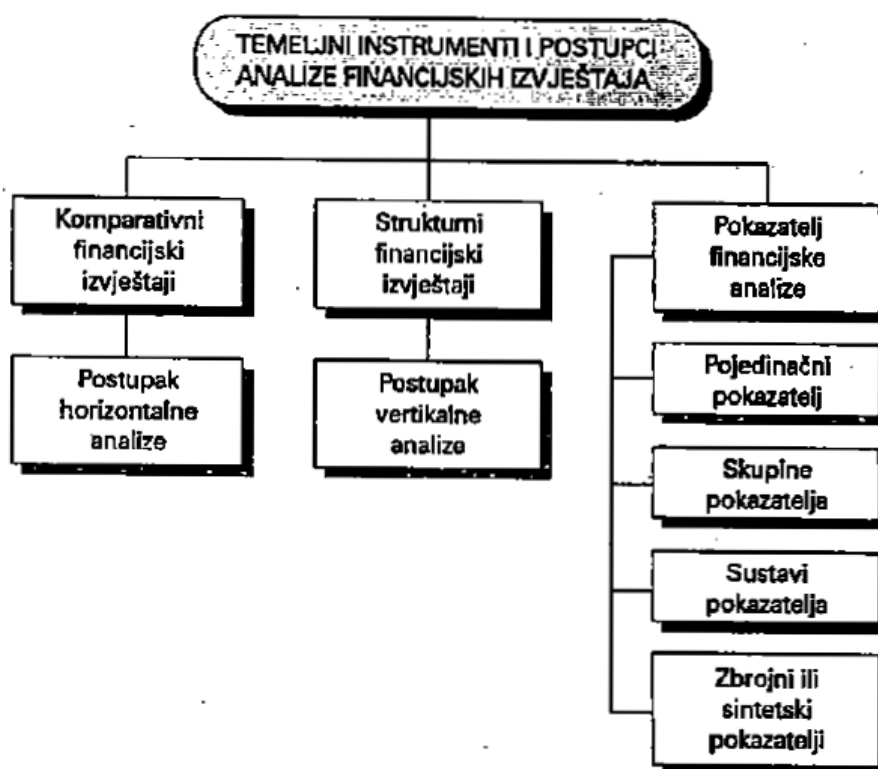 TEMELJNI INSTRUMENTI I POSTUPCI
ANALIZE FINANCIJSKIH IZVJEŠTAJA
Komparativni
financijski
izvještaji
Postupak
horizontalne
analize
Strukturni
financijski
izvještaji
Postupak
vertikalne
analize
Pokazatelj
financijske
analize
Pojedinačni
pokazatelj
Skupine
pokazatelja
Sustavi
pokazatelja
Zbrojni ili
sintetski
pokazatelji